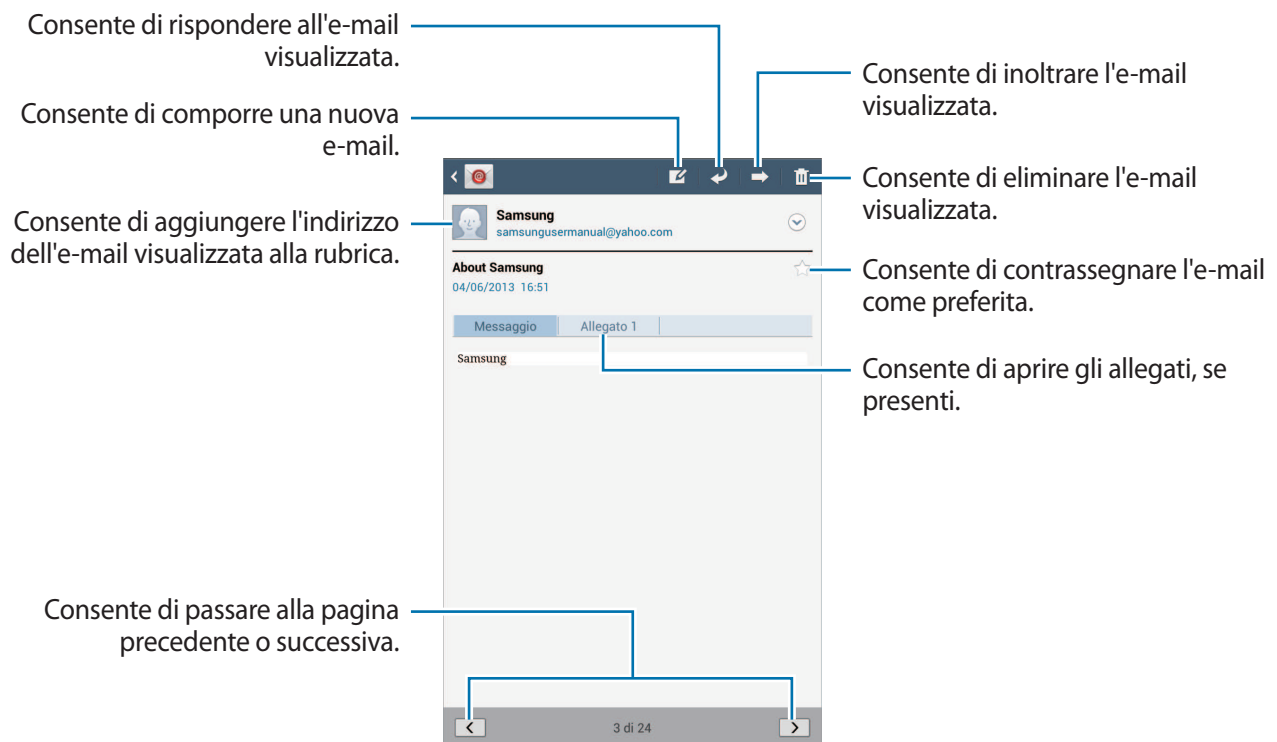 Consente di rispondere all'e-mail
visualizzata.
Consente di comporre una nuova
e-mail.
Consente di aggiungere l'indirizzo
dell'e-mail visualizzata alla rubrica.
Consente di passare alla pagina
precedente o successiva.
Samsung
samsungusermanual@yahoo.com
About Samsung
04/06/2013 16:51
Messaggio
Allegato 1
Samsung
3 di 24
Consente di inoltrare l'e-mail
visualizzata.
Consente di eliminare l'e-mail
visualizzata.
Consente di contrassegnare l'e-mail
come preferita.
Consente di aprire gli allegati, se
presenti.